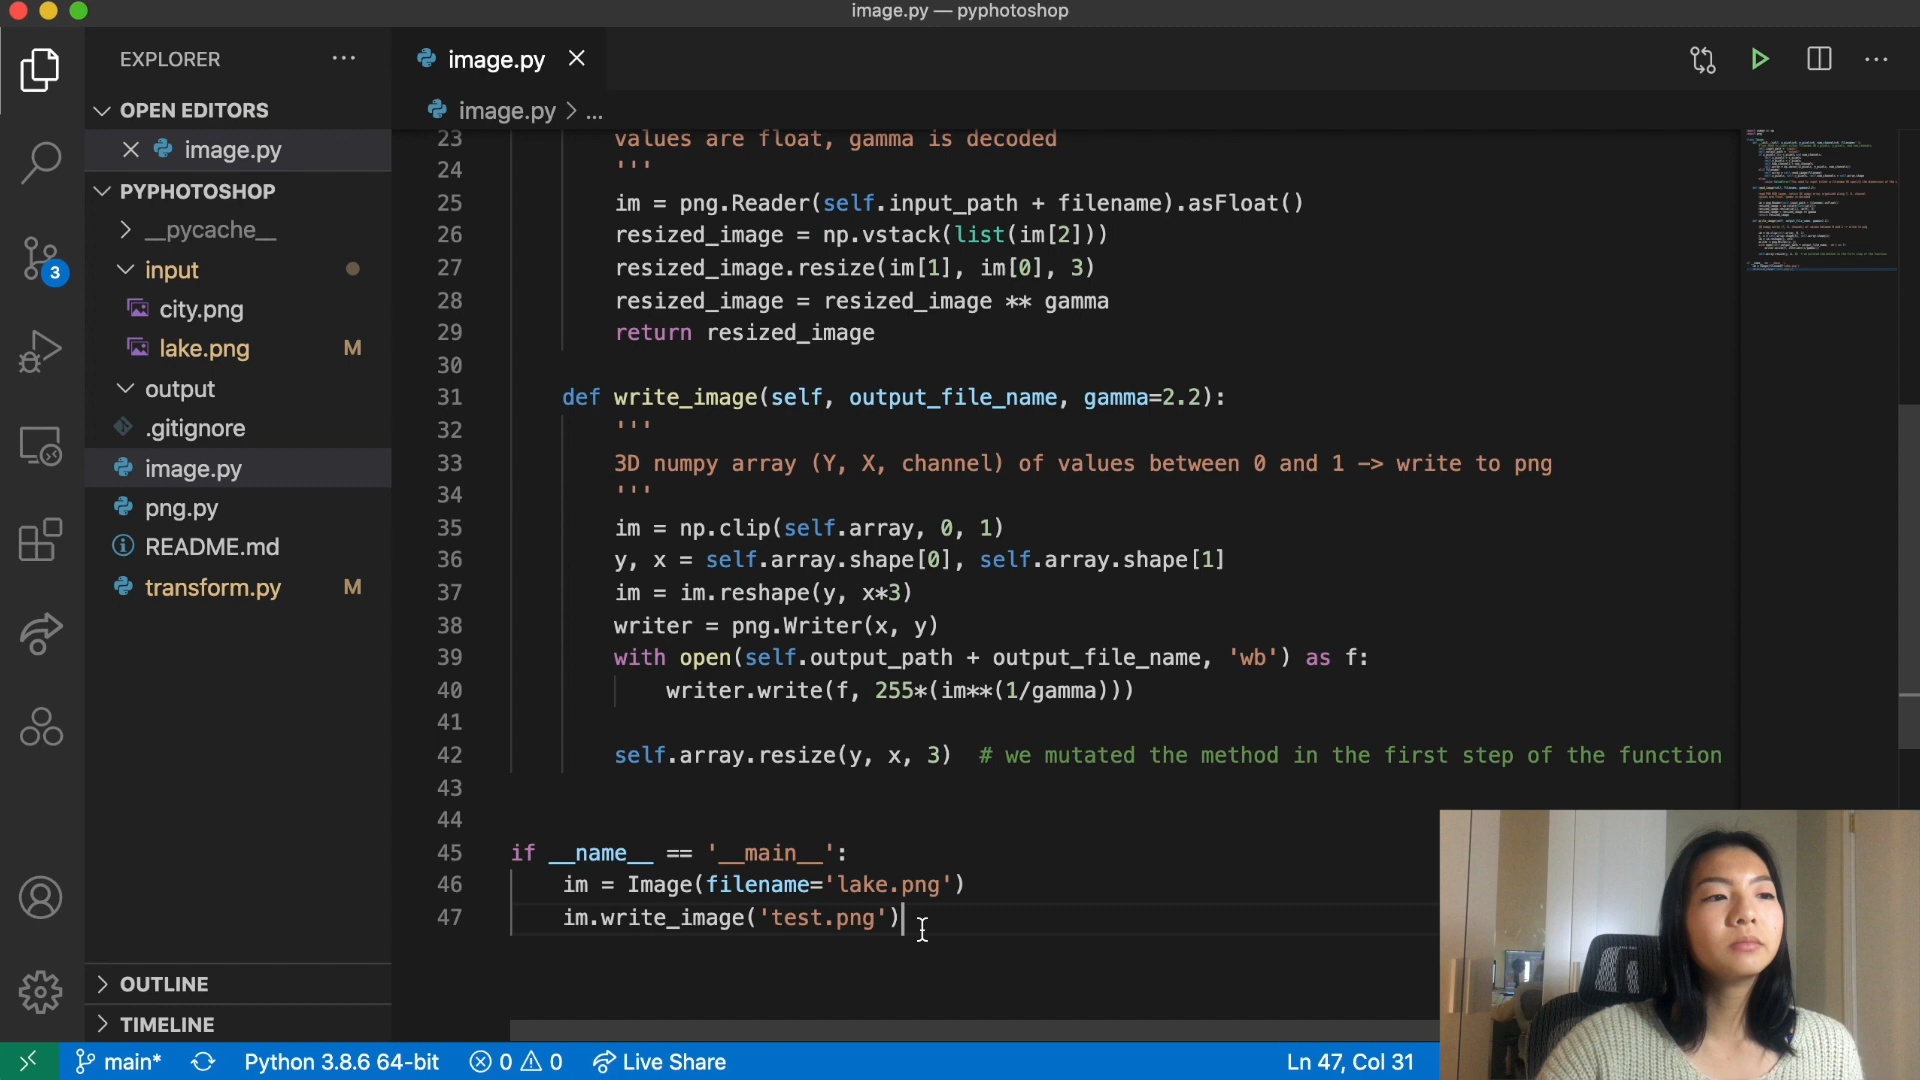 image.py — pyphotoshop
EXPLORER
OPEN EDITORS
image.py
PYPHOTOSHOP
__pycache__
input
city.png
lake.png M
output
.gitignore
image.py
png.py
README.md
transform.py M
OUTLINE
TIMELINE
3
image.py
image.py > ...
23 values are float, gamma is decoded
24 '''
25 im = png.Reader(self.input_path + filename).asFloat()
26 resized_image = np.vstack(list(im[2]))
27 resized_image.resize(im[1], im[0], 3)
28 resized_image = resized_image ** gamma
29 return resized_image
30
31 def write_image(self, output_file_name, gamma=2.2):
32 '''
33 3D numpy array (Y, X, channel) of values between 0 and 1 -> write to png
34 '''
35 im = np.clip(self.array, 0, 1)
36 y, x = self.array.shape[0], self.array.shape[1]
37 im = im.reshape(y, x*3)
38 writer = png.Writer(x, y)
39 with open(self.output_path + output_file_name, 'wb') as f:
40 writer.write(f, 255*(im**(1/gamma)))
41
42 self.array.resize(y, x, 3) # we mutated the method in the first step of the function
43
44
45 if __name__ == '__main__':
46 im = Image(filename='lake.png')
47 im.write_image('test.png')
main* Python 3.8.6 64-bit 0 0 Live Share Ln 47, Col 31